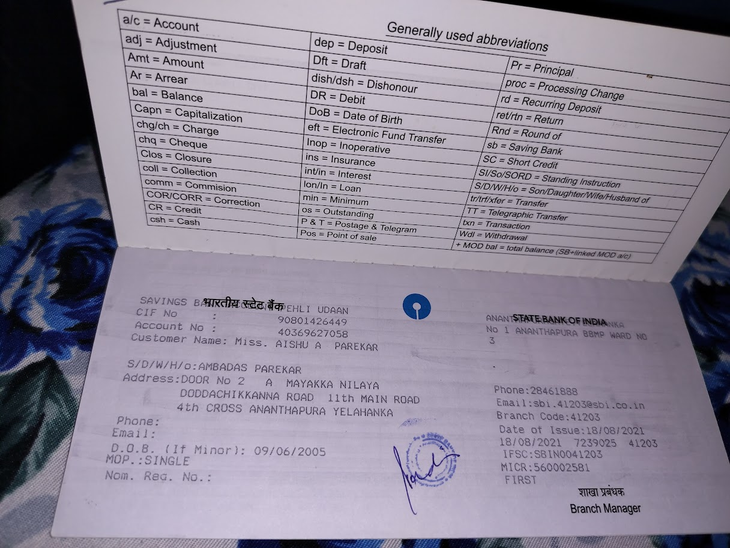 Generally used abbreviations
a/c = Account
adj = Adjustment
Amt = Amount
Ar = Arrear
bal = Balance
Capn = Capitalization
chg/ch = Charge
chq = Cheque
Clos = Closure
coll = Collection
comm = Commision
COR/CORR = Correction
CR = Credit
csh = Cash
dep = Deposit
Dft = Draft
dish/dsh = Dishonour
DR = Debit
DoB = Date of Birth
eft = Electronic Fund Transfer
Inop = Inoperative
ins = Insurance
int/in = Interest
lon/ln = Loan
min = Minimum
os = Outstanding
P & T = Postage & Telegram
Pos = Point of sale
Pr = Principal
proc = Processing Change
rd = Recurring Deposit
ret/rtn = Return
Rnd = Round of
sb = Saving Bank
SC = Short Credit
SI/So/SORD = Standing Instruction
S/D/W/H/o = Son/Daughter/Wife/Husband of
tr/trf/xfer = Transfer
TT = Telegraphic Transfer
txn = Transaction
Wdl = Withdrawal
+ MOD bal = total balance (SB+linked MOD a/c)
भारतीय स्टेट बैंक
SAVINGS PEHLI UDAAN
CIF No : 90801426449
Account No : 40369627058
Customer Name: Miss. AISHU A PAREKAR
S/D/W/H/o:AMBADAS PAREKAR
Address:DOOR No 2 A MAYAKKA NILAYA
DODDACHIKKANNA ROAD 11th MAIN ROAD
4th CROSS ANANTHAPURA YELAHANKA
Phone:
Email:
D.O.B. (If Minor): 09/06/2005
MOP.:SINGLE
Nom. Reg. No.:
STATE BANK OF INDIA
No 1 ANANTHAPURA BBMP WARD NO
3
Phone:28461888
Email:sbi.41203@sbi.co.in
Branch Code:41203
Date of Issue:18/08/2021
18/08/2021 7239025 41203
IFSC:SBIN0041203
MICR:560002581
FIRST
शाखा प्रबंधक
Branch Manager